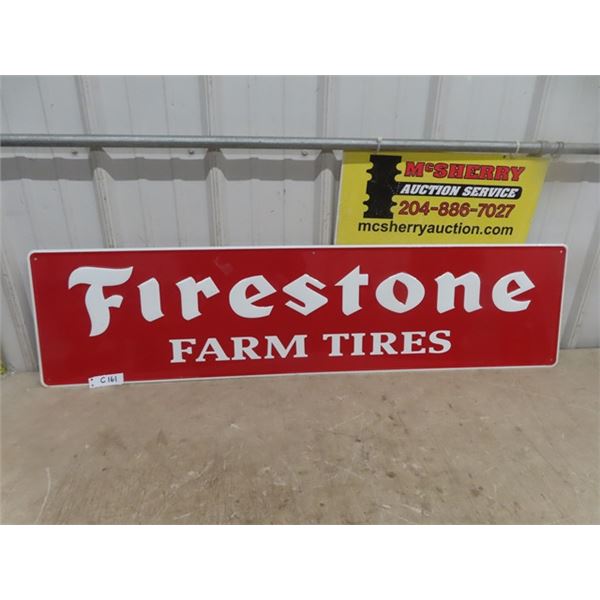 McSHERRY
AUCTION SERVICE
204-886-7027
mcsherryauction.com
Firestone
FARM TIRES
C161